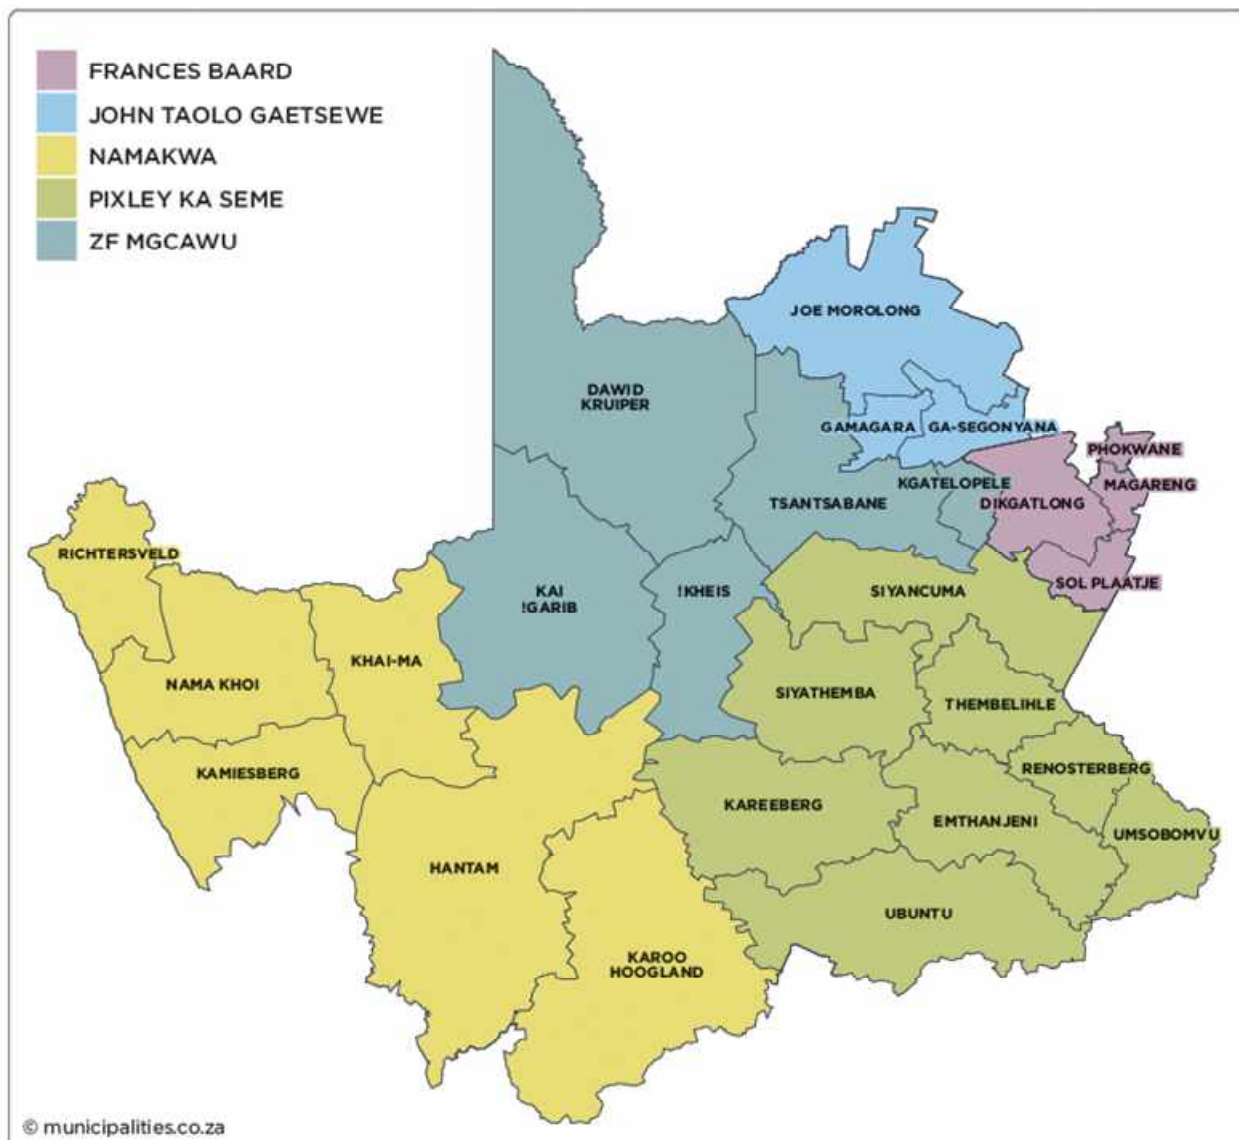 FRANCES BAARD
JOHN TAOLO GAETSEWE
NAMAKWA
PIXLEY KA SEME
ZF MGCAWU
JOE MOROLONG
DAWID
KRUIPER
GAMAGARA
GA-SEGONYANA
PHOKWANE
KGATELOPELE
MAGARENG
TSANTSABANE
DIKGATLONG
RICHTERSVELD
SOL PLAATJE
KAI
!GARIB
!KHEIS
SIYANCUMA
KHAI-MA
NAMA KHOI
SIYATHEMBA
THEMBELIHLE
KAMIESBERG
RENOSTERBERG
KAREEBERG
EMTHANJENI
UMSOBOMVU
HANTAM
UBUNTU
KAROO
HOOGLAND
© municipalities.co.za